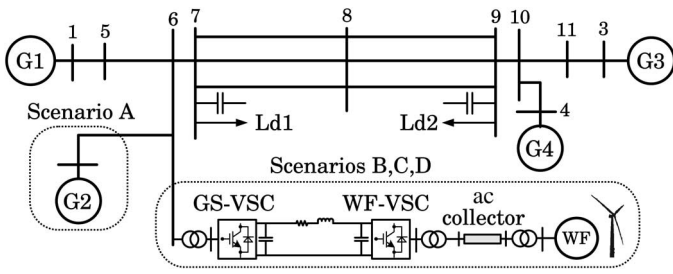 6 7 8 9 10
1 5 11 3
G1 G3
Scenario A
Ld1 Ld2
4
G4
G2
Scenarios B,C,D
GS-VSC WF-VSC ac
collector
WF